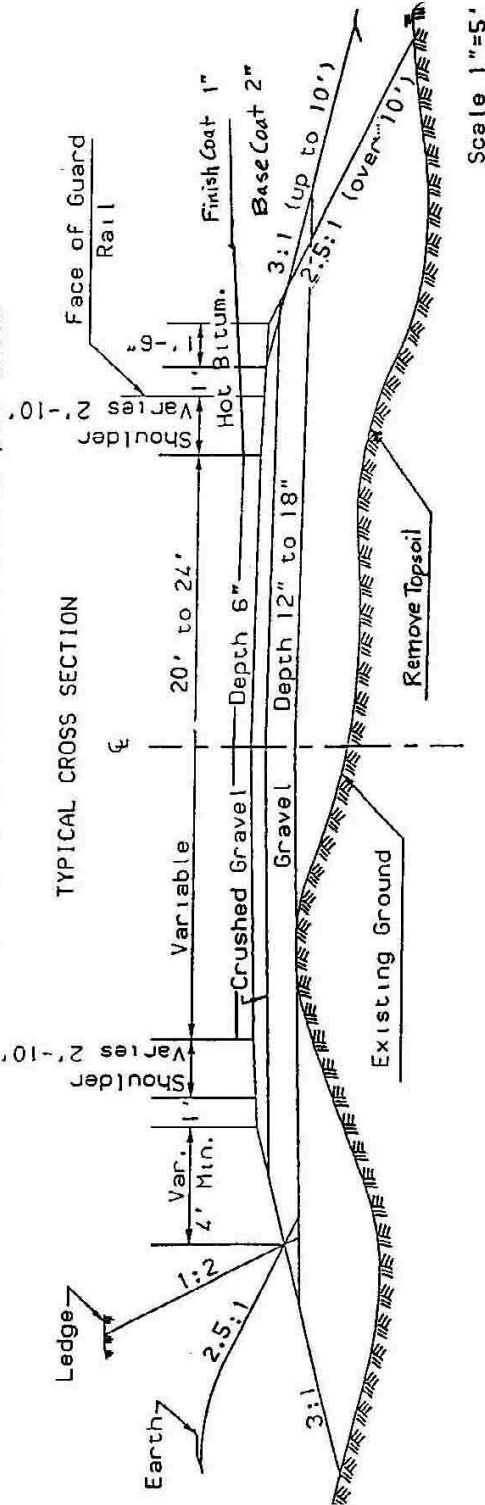 TYPICAL CROSS SECTION
℄
Face of Guard
Rail
Ledge
Earth
1:2
2.5:1
3:1
Var.
4' Min.
1'
Shoulder
Varies 2'-10'
Variable
20' to 24'
Shoulder
Varies 2'-10'
1'
1'-6"
Hot Bitum.
Finish Coat 1"
Base Coat 2"
Crushed Gravel
Depth 6"
Gravel
Depth 12" to 18"
3:1 (up to 10')
2.5:1 (over 10')
Existing Ground
Remove Topsoil
Scale 1"=5'